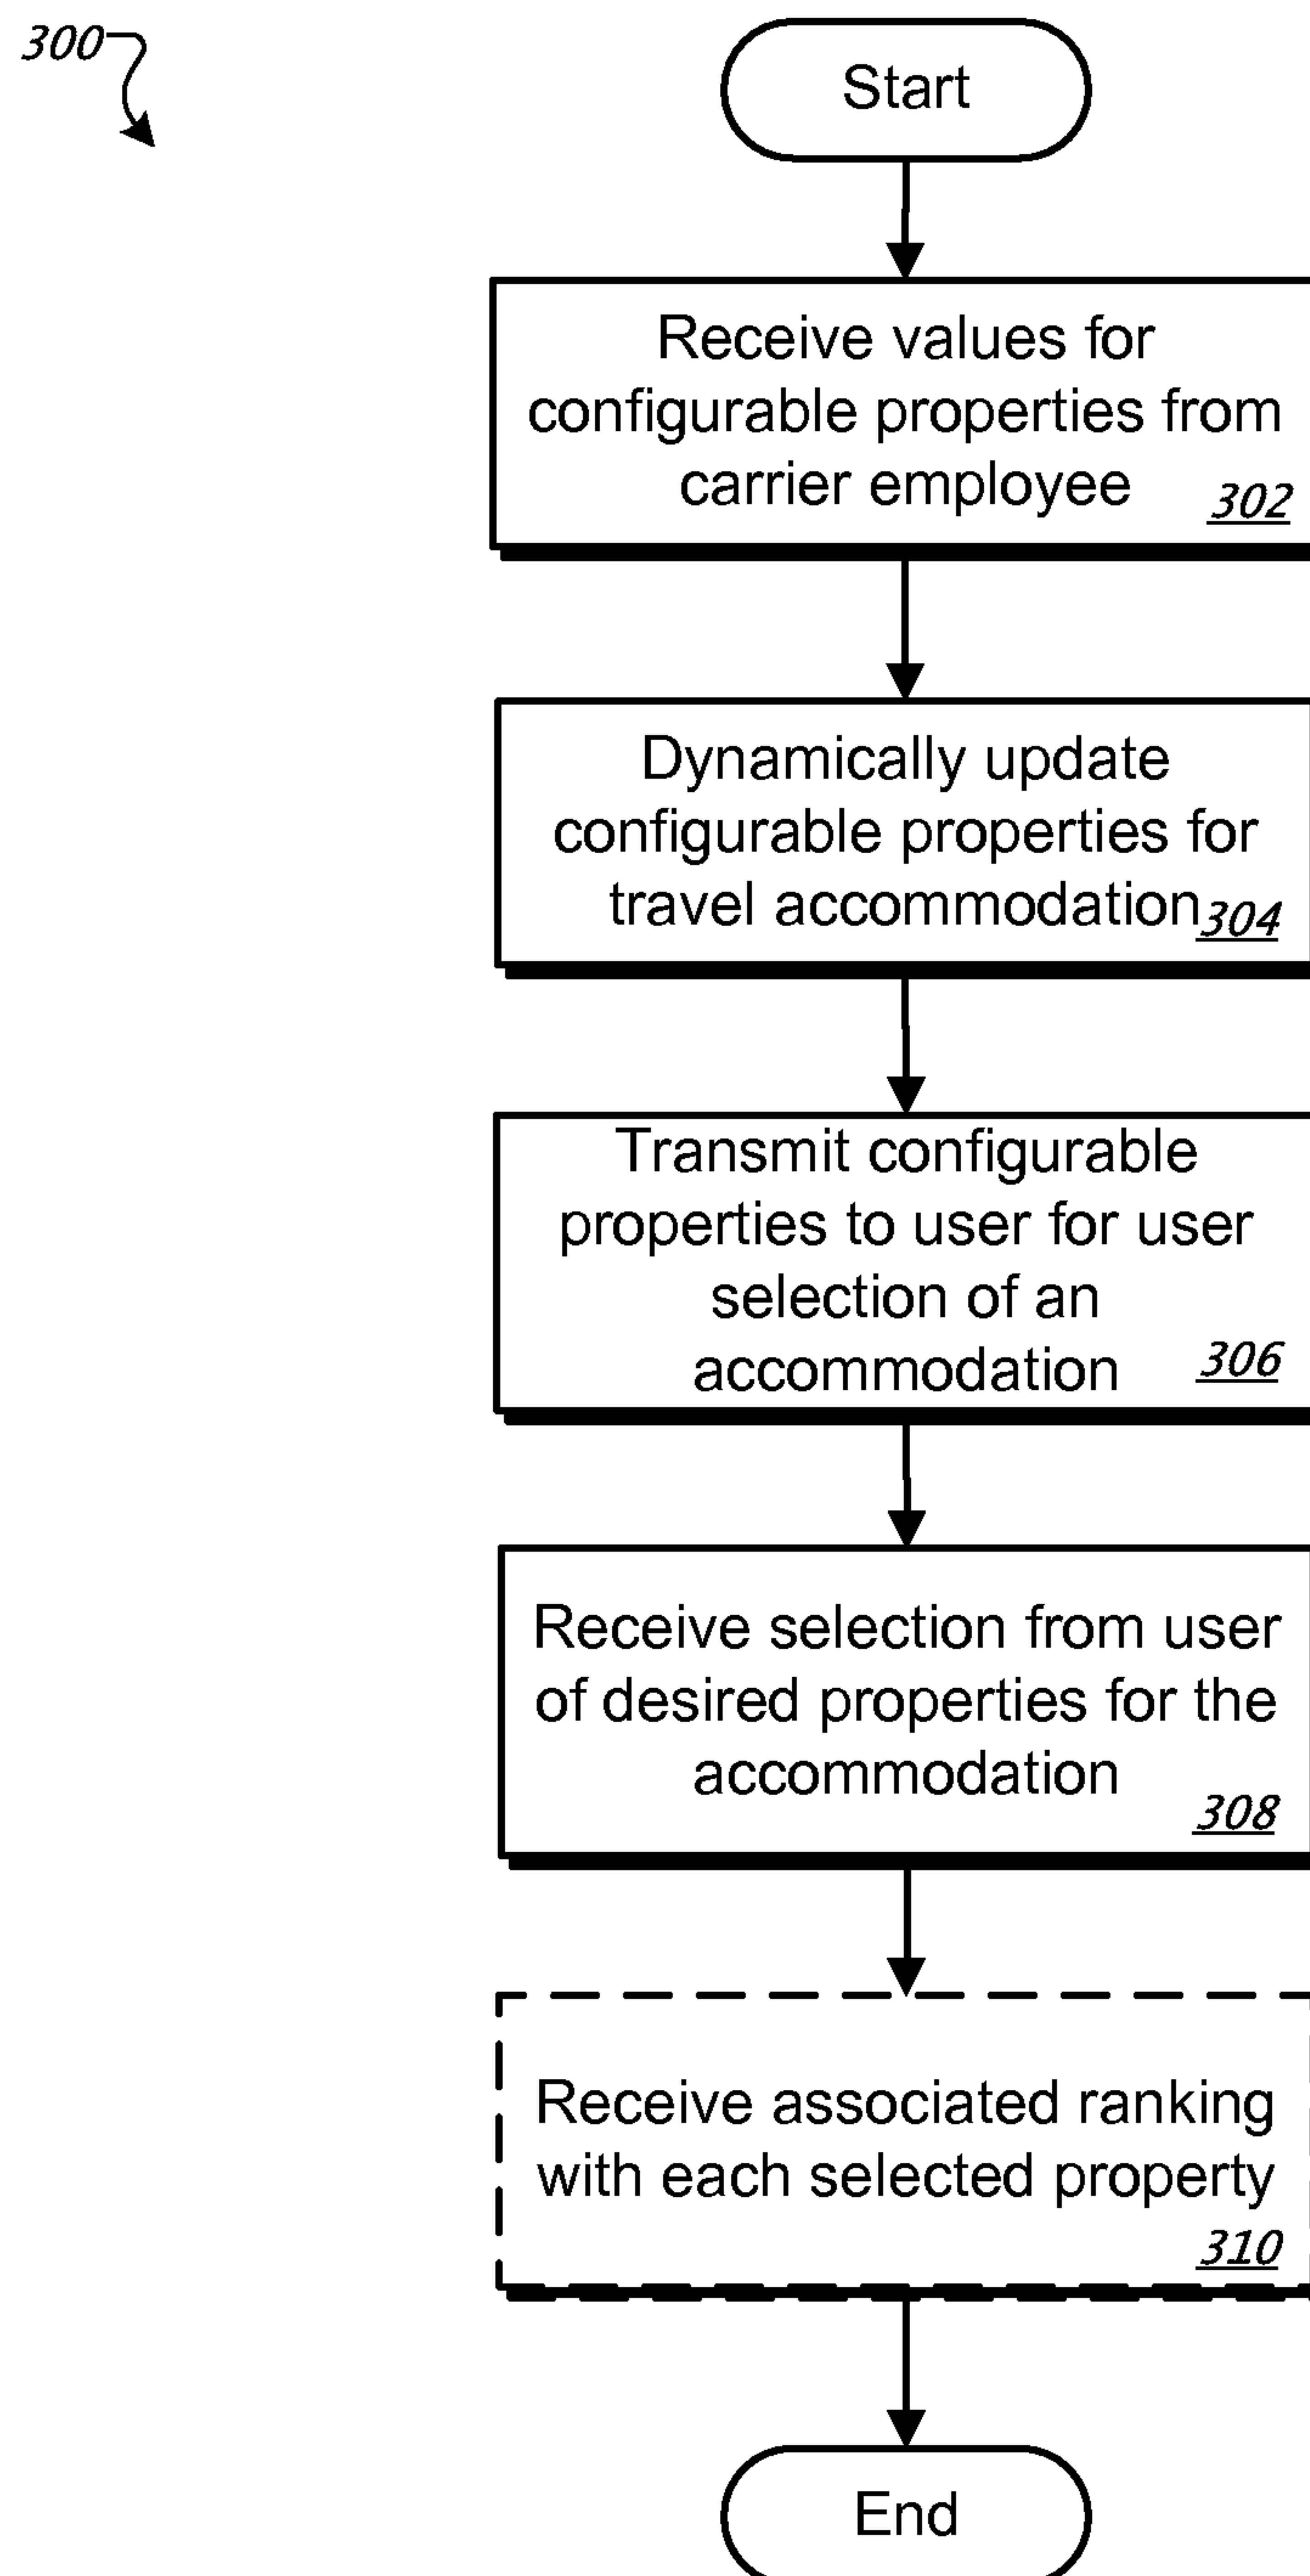 300
Start
Receive values for
configurable properties from
carrier employee
302
Dynamically update
configurable properties for
travel accommodation
304
Transmit configurable
properties to user for user
selection of an
accommodation
306
Receive selection from user
of desired properties for the
accommodation
308
Receive associated ranking
with each selected property
310
End